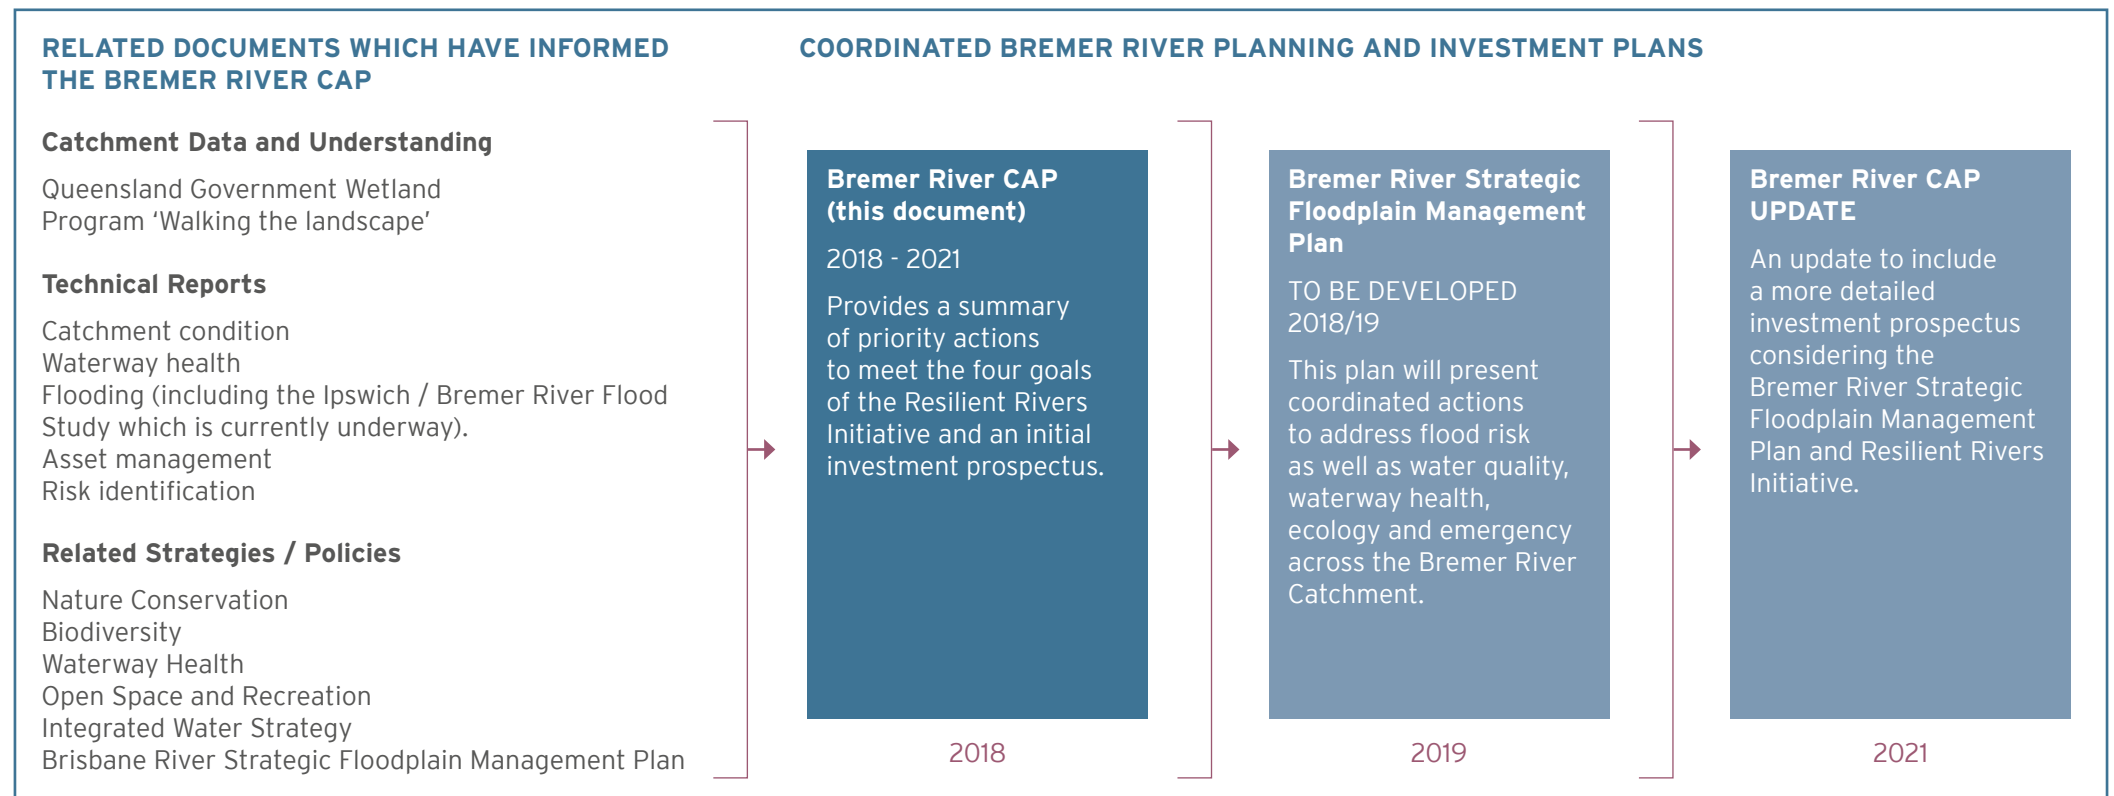 RELATED DOCUMENTS WHICH HAVE INFORMED
THE BREMER RIVER CAP
Catchment Data and Understanding
Queensland Government Wetland
Program ‘Walking the landscape’
Technical Reports
Catchment condition
Waterway health
Flooding (including the Ipswich / Bremer River Flood
Study which is currently underway).
Asset management
Risk identification
Related Strategies / Policies
Nature Conservation
Biodiversity
Waterway Health
Open Space and Recreation
Integrated Water Strategy
Brisbane River Strategic Floodplain Management Plan
COORDINATED BREMER RIVER PLANNING AND INVESTMENT PLANS
Bremer River CAP
(this document)
2018 - 2021
Provides a summary
of priority actions
to meet the four goals
of the Resilient Rivers
Initiative and an initial
investment prospectus.
2018
Bremer River Strategic
Floodplain Management
Plan
TO BE DEVELOPED
2018/19
This plan will present
coordinated actions
to address flood risk
as well as water quality,
waterway health,
ecology and emergency
across the Bremer River
Catchment.
2019
Bremer River CAP
UPDATE
An update to include
a more detailed
investment prospectus
considering the
Bremer River Strategic
Floodplain Management
Plan and Resilient Rivers
Initiative.
2021